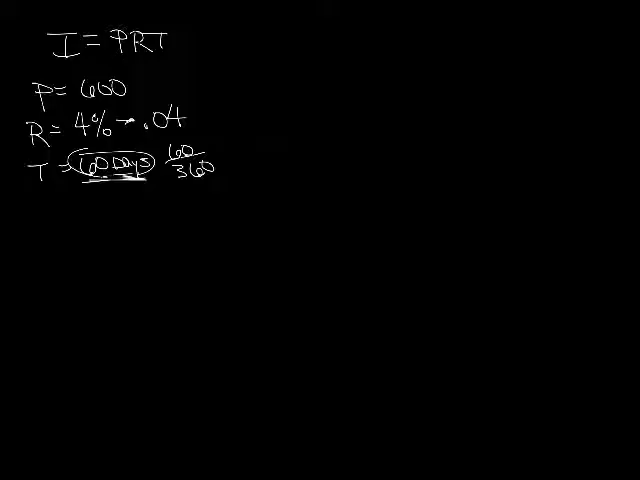 I = PRT
P = 600
R = 4% → .04
T = 60 Days 60/360